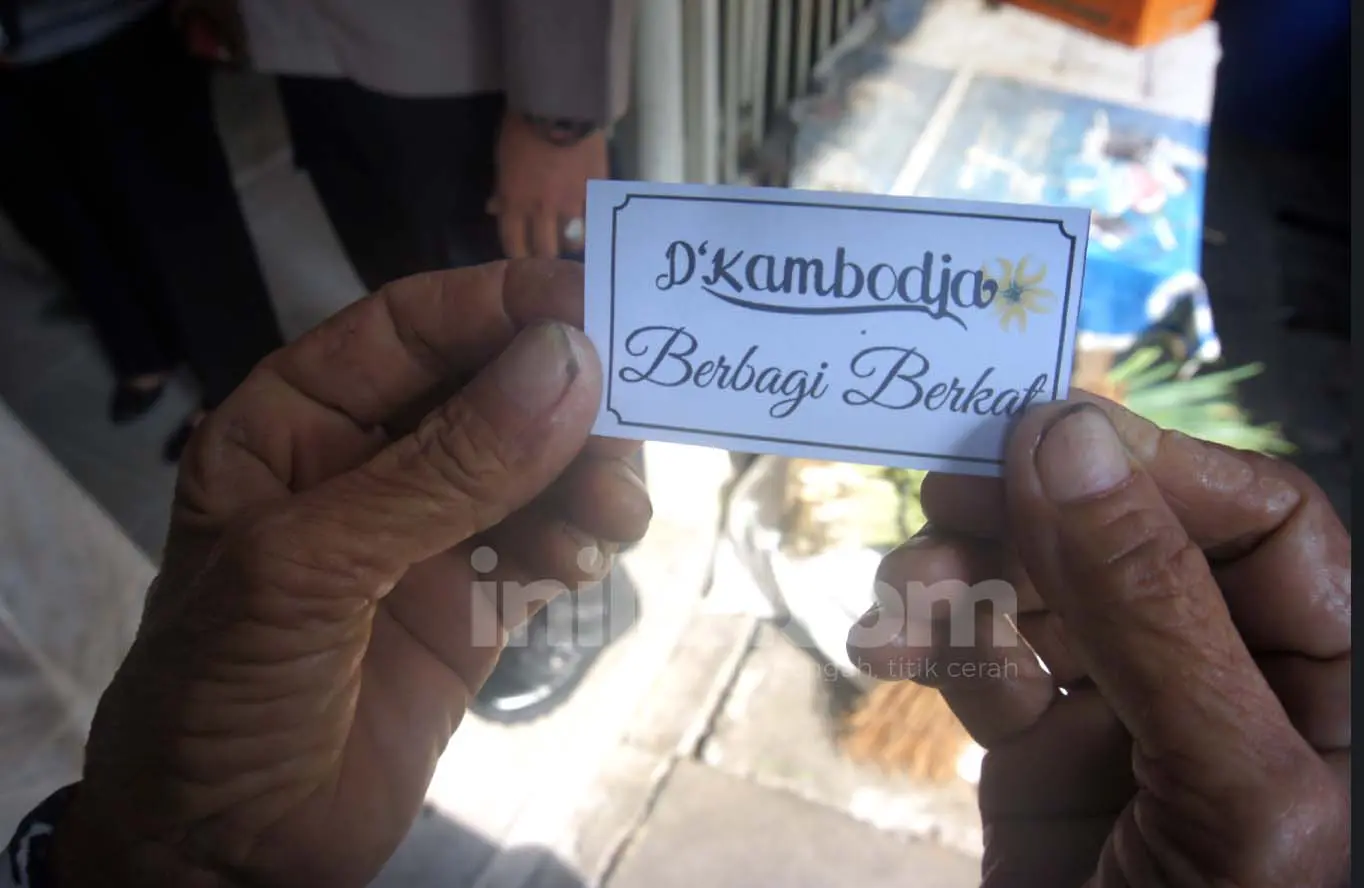 D'Kambodja
Berbagi Berkat
titik cerah